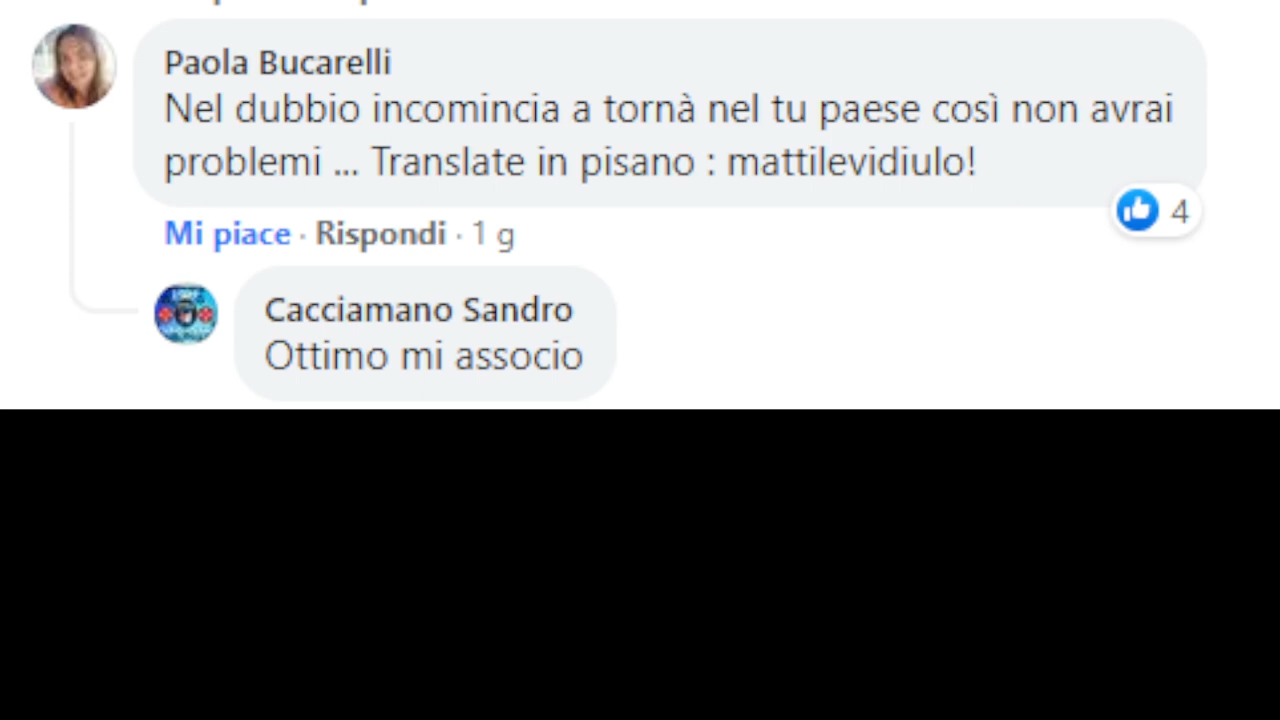 Paola Bucarelli
Nel dubbio incomincia a tornà nel tu paese così non avrai
problemi ... Translate in pisano : mattilevidiulo!
4
Mi piace · Rispondi · 1 g
Cacciamano Sandro
Ottimo mi associo